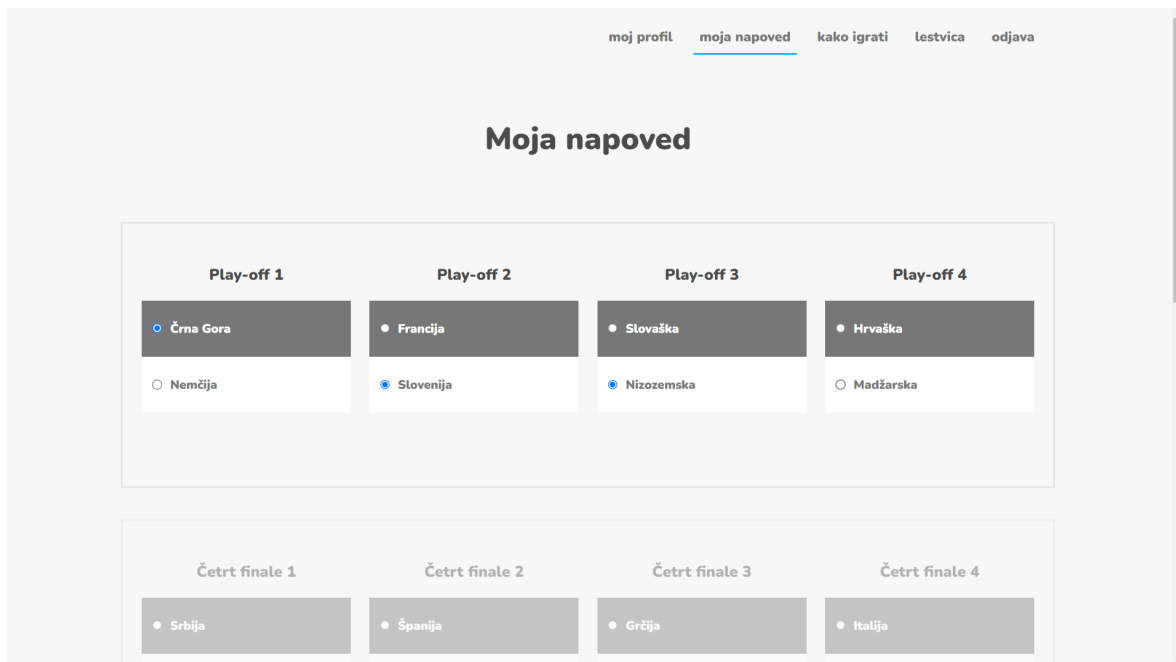 moj profil moja napoved kako igrati lestvica odjava
Moja napoved
Play-off 1 Play-off 2 Play-off 3 Play-off 4
Črna Gora Francija Slovaška Hrvaška
Nemčija Slovenija Nizozemska Madžarska
Četrt finale 1 Četrt finale 2 Četrt finale 3 Četrt finale 4
Srbija Španija Grčija Italija